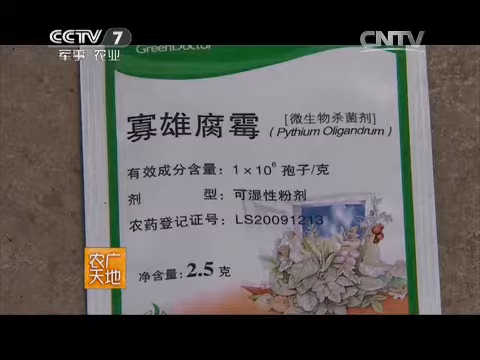 CCTV 7
军事 农业
CNTV
GreenDoctor
寡雄腐霉
[微生物杀菌剂]
(Pythium Oligandrum)
有效成分含量：1×10⁶ 孢子/克
剂 型：可湿性粉剂
农药登记证号：LS20091213
净含量：2.5克
农广
天地